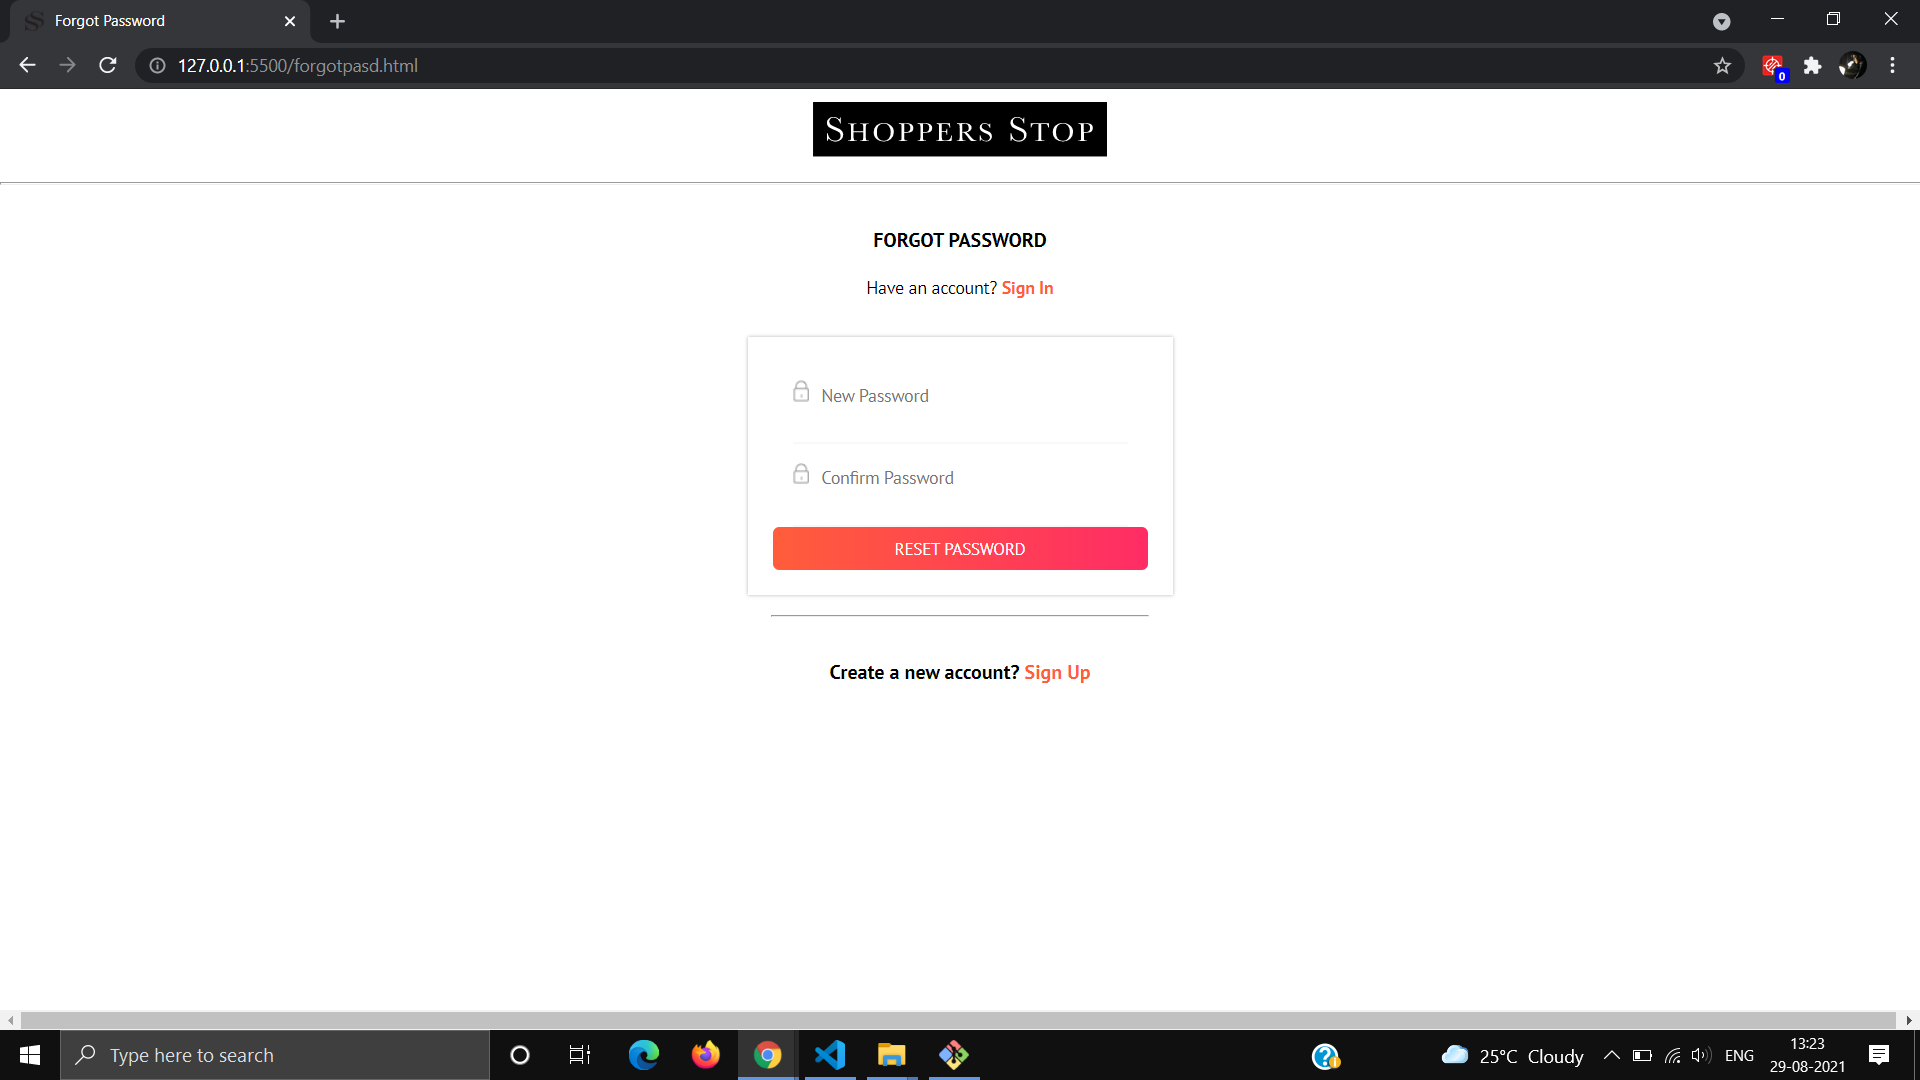 Forgot Password
127.0.0.1:5500/forgotpasd.html
0
SHOPPERS STOP
FORGOT PASSWORD
Have an account? Sign In
New Password
Confirm Password
RESET PASSWORD
Create a new account? Sign Up
Type here to search
25°C Cloudy
ENG
13:23
29-08-2021